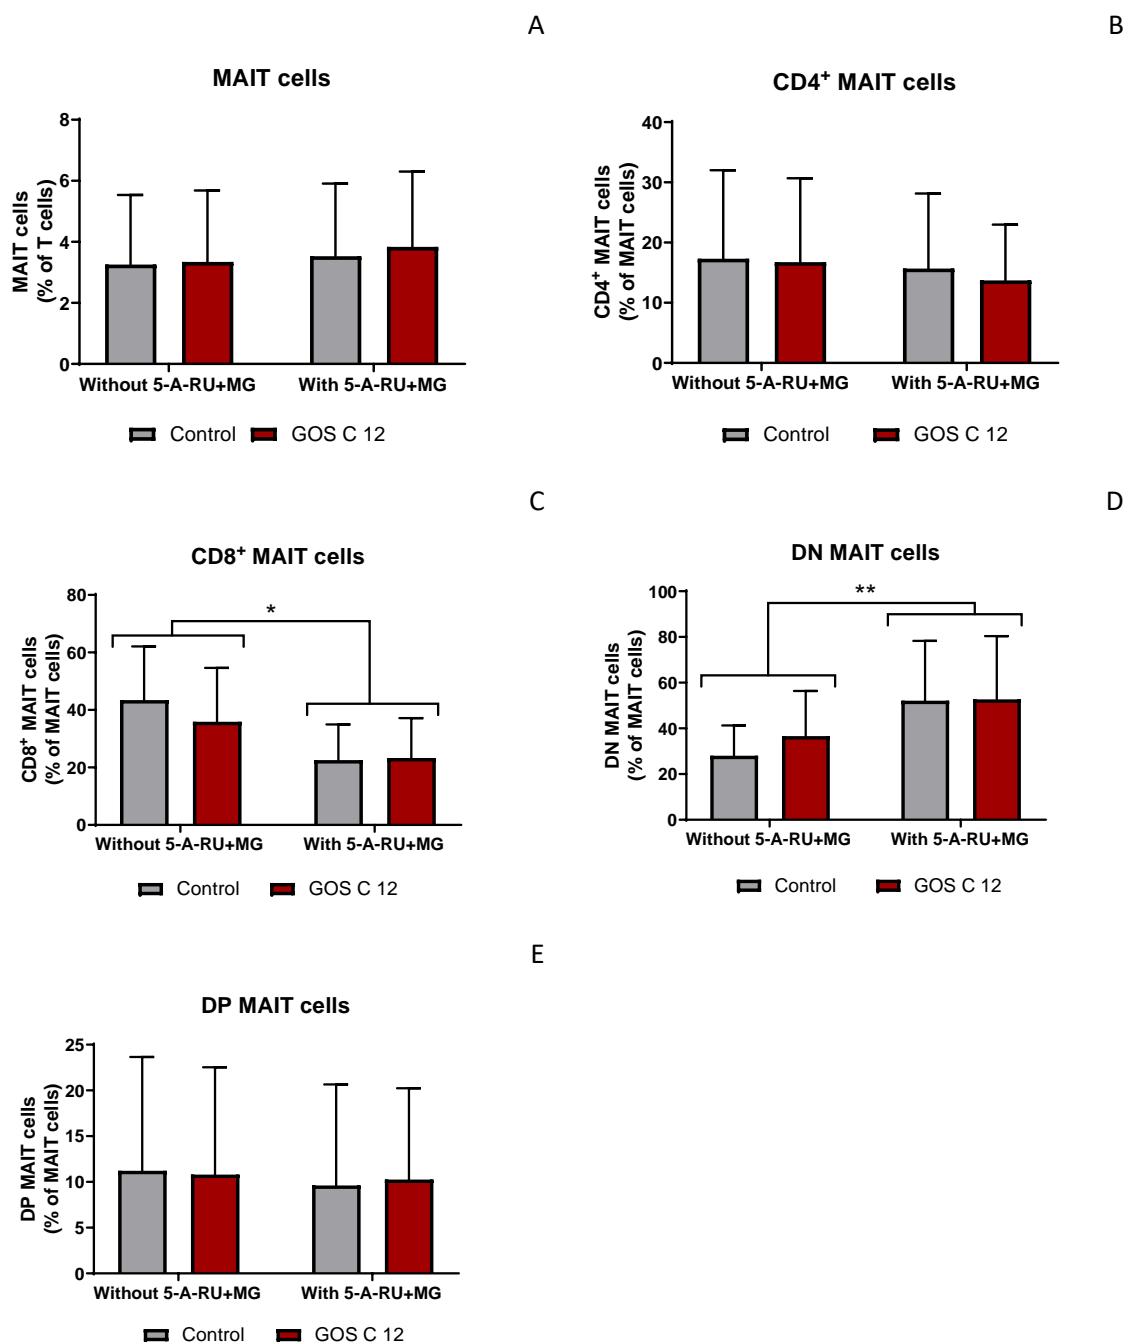 A
MAIT cells
MAIT cells
(% of T cells)
8
6
4
2
0
Without 5-A-RU+MG With 5-A-RU+MG
Control GOS C 12
B
CD4⁺ MAIT cells
CD4⁺ MAIT cells
(% of MAIT cells)
40
30
20
10
0
Without 5-A-RU+MG With 5-A-RU+MG
Control GOS C 12
C
CD8⁺ MAIT cells
CD8⁺ MAIT cells
(% of MAIT cells)
80
60
40
20
0
*
Without 5-A-RU+MG With 5-A-RU+MG
Control GOS C 12
D
DN MAIT cells
DN MAIT cells
(% of MAIT cells)
100
80
60
40
20
0
**
Without 5-A-RU+MG With 5-A-RU+MG
Control GOS C 12
E
DP MAIT cells
DP MAIT cells
(% of MAIT cells)
25
20
15
10
5
0
Without 5-A-RU+MG With 5-A-RU+MG
Control GOS C 12